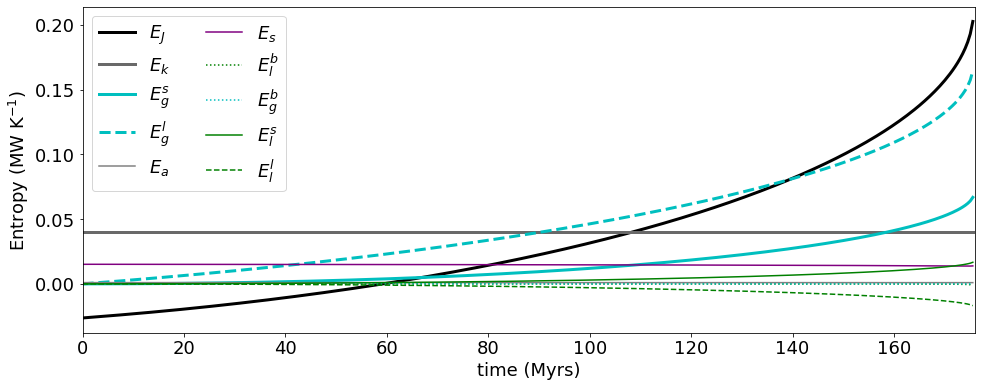 Entropy (MW K⁻¹)
0.20
0.15
0.10
0.05
0.00
E_J
E_k
E_g^s
E_g^l
E_a
E_s
E_l^b
E_g^b
E_l^s
E_l^l
0 20 40 60 80 100 120 140 160
time (Myrs)